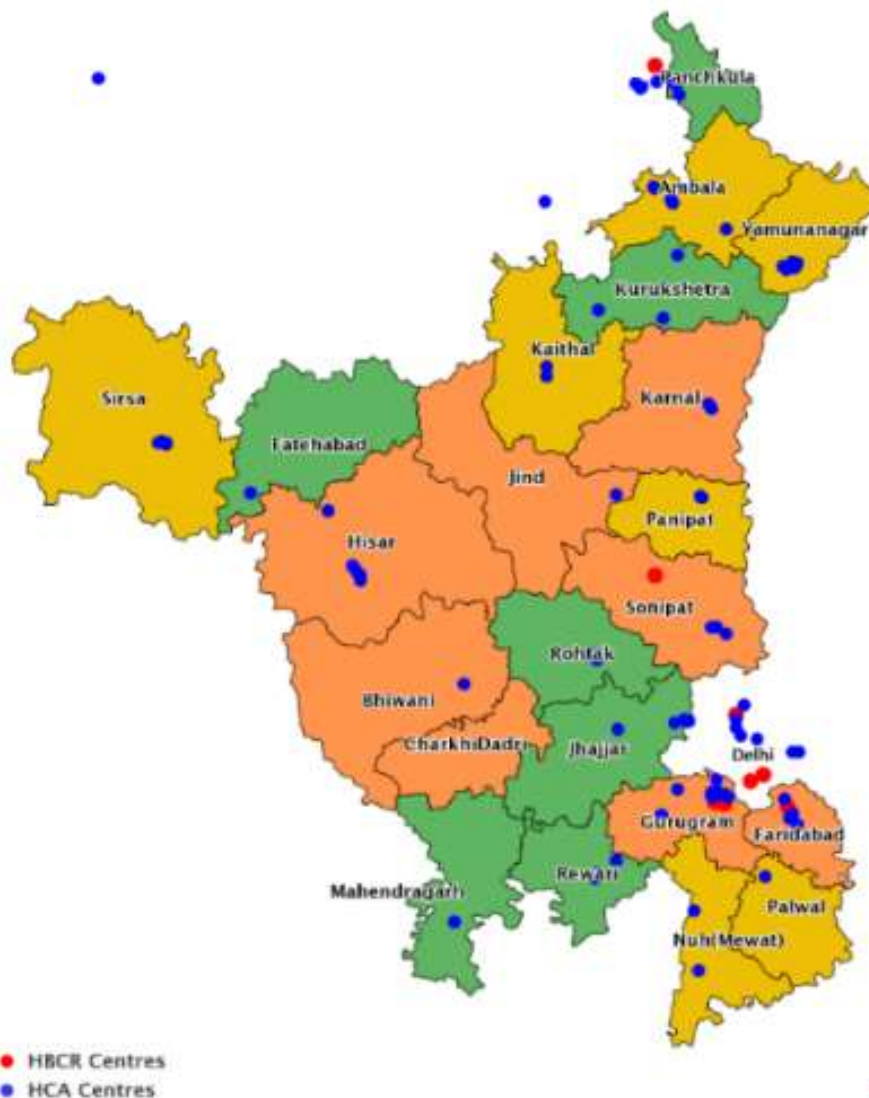 Panchkula
Ambala
Yamunanagar
Kurukshetra
Kaithal
Karnal
Sirsa
Fatehabad
Jind
Panipat
Hisar
Sonipat
Rohtak
Bhiwani
CharkhiDadri
Jhajjar
Delhi
Gurugram
Faridabad
Rewari
Mahendragarh
Palwal
Nuh(Mewat)
HBCR Centres
HCA Centres